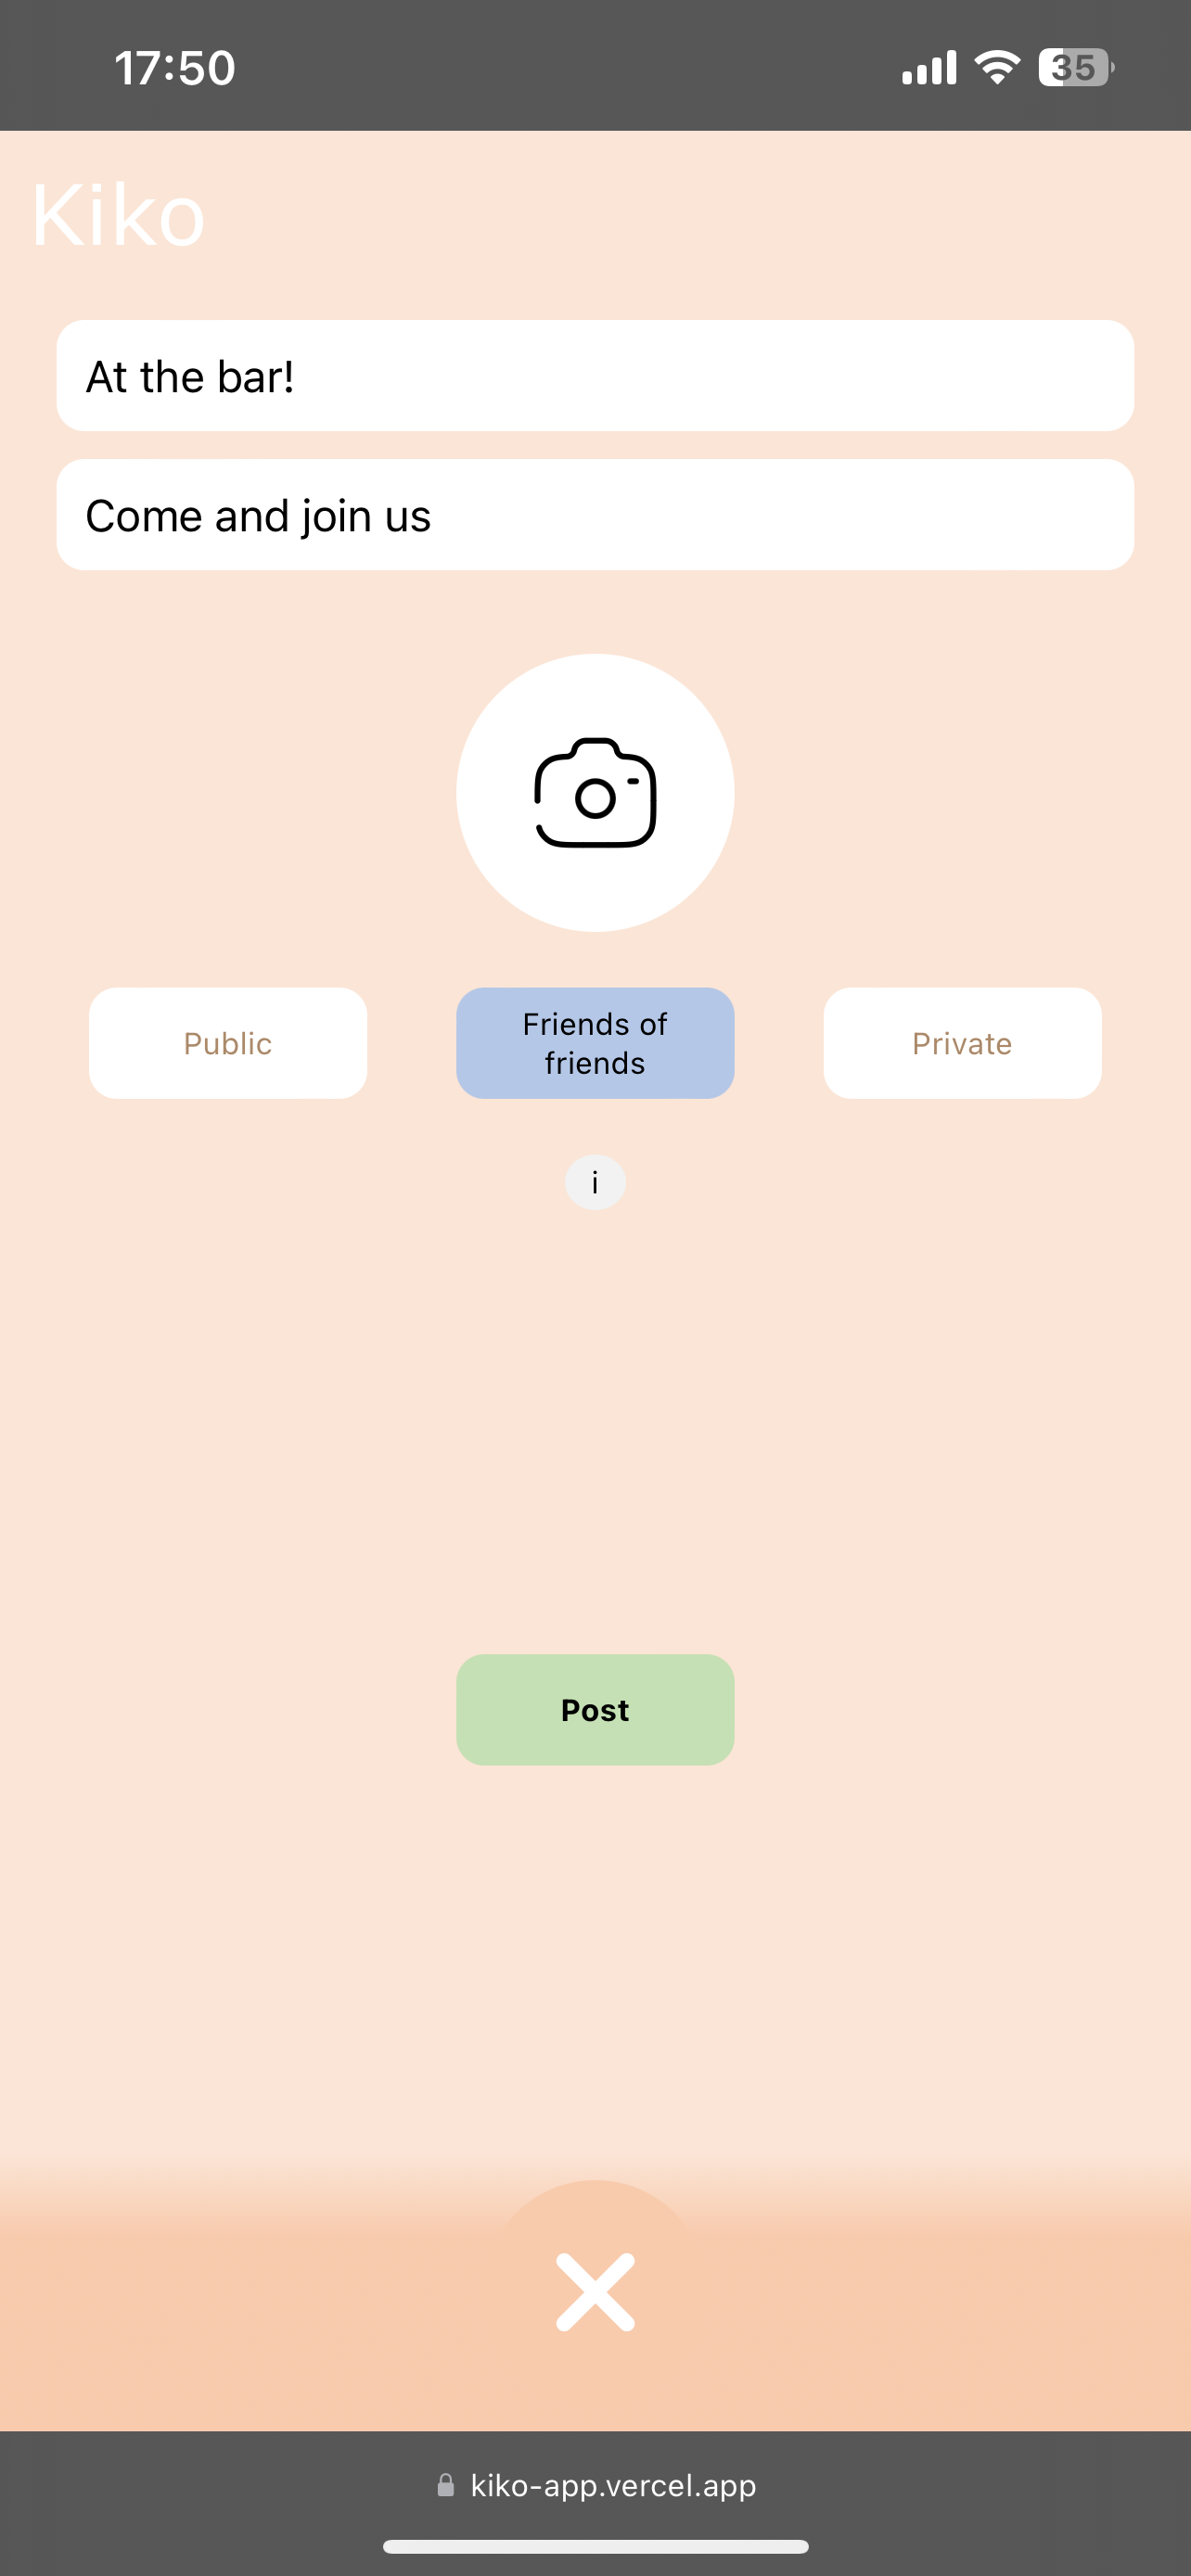 17:50
35
Kiko
At the bar!
Come and join us
Public
Friends of
friends
Private
i
Post
kiko-app.vercel.app